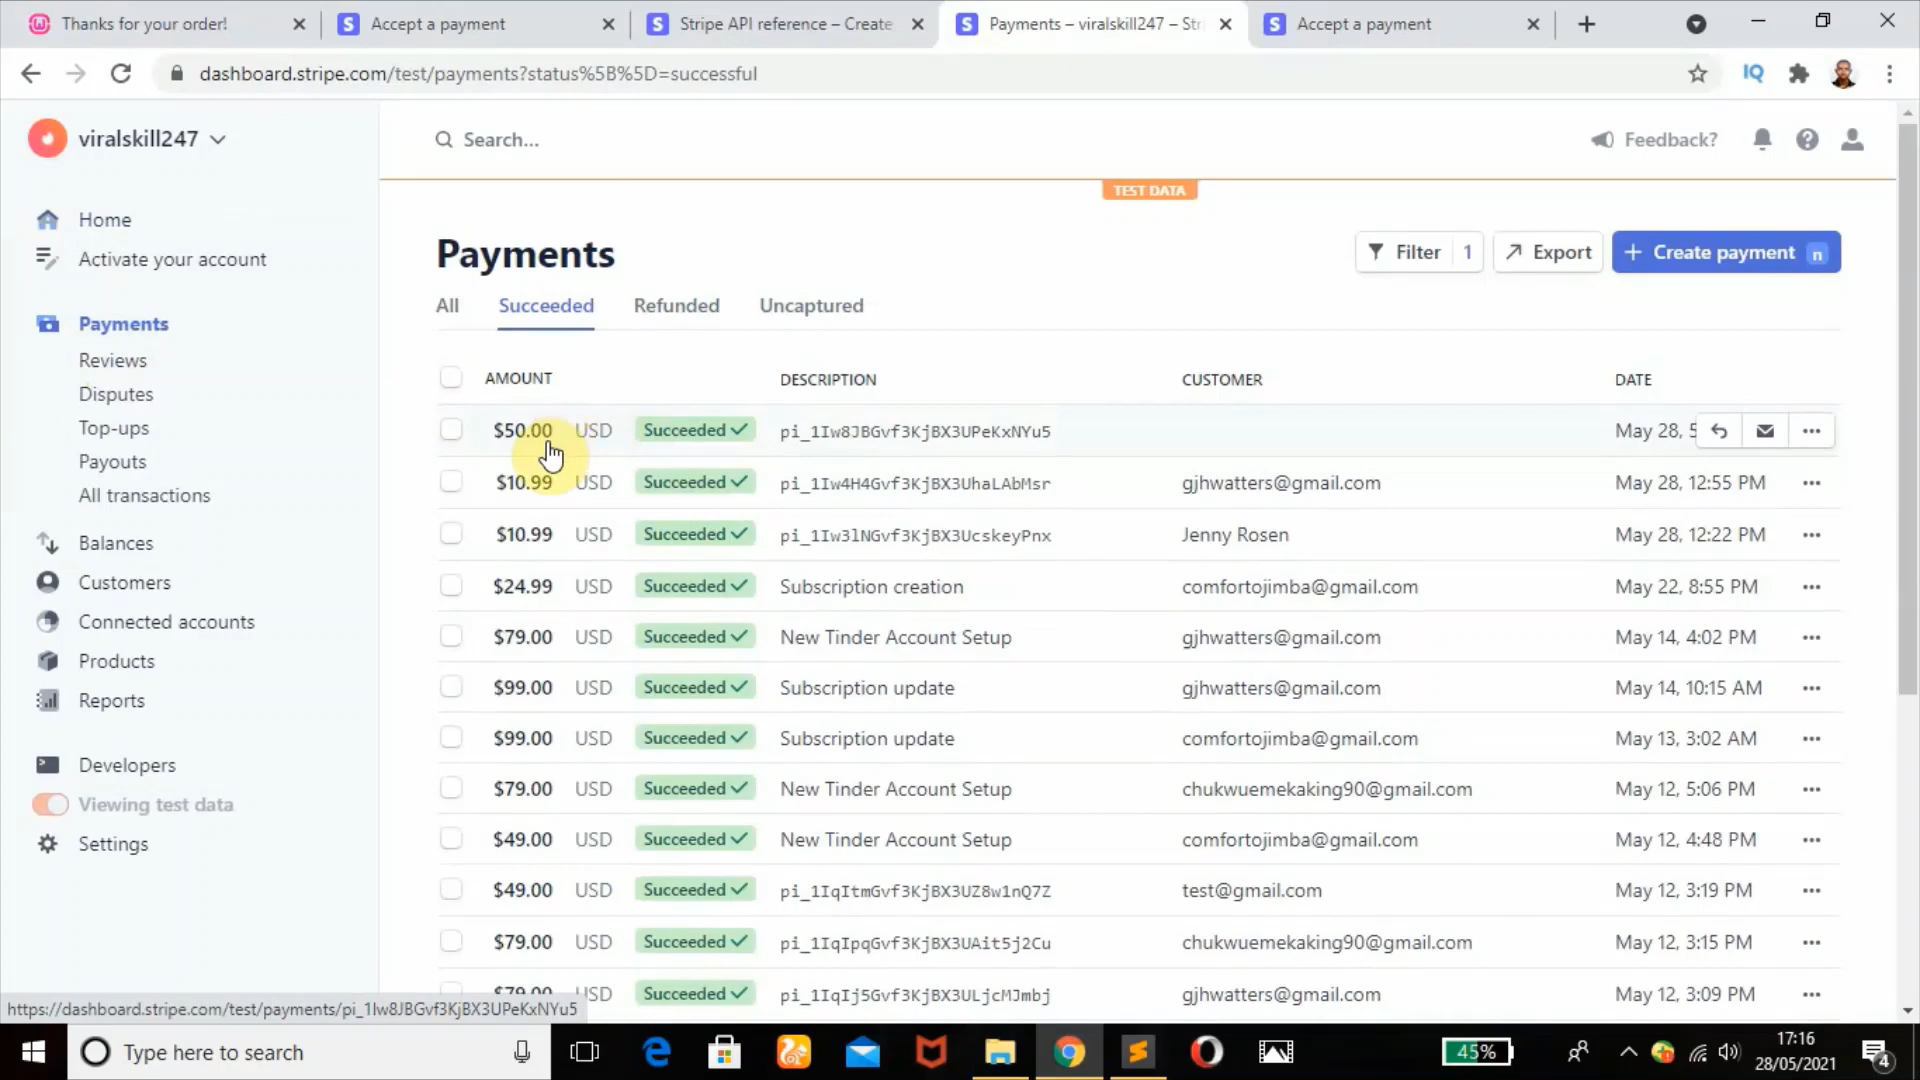 Thanks for your order!
Accept a payment
Stripe API reference – Create
Payments – viralskill247 – Str
Accept a payment
dashboard.stripe.com/test/payments?status%5B%5D=successful
IQ
viralskill247
Search...
Feedback?
TEST DATA
Home
Activate your account
Payments
Reviews
Disputes
Top-ups
Payouts
All transactions
Balances
Customers
Connected accounts
Products
Reports
Developers
Viewing test data
Settings
Payments
Filter 1
Export
+ Create payment n
All Succeeded Refunded Uncaptured
AMOUNT DESCRIPTION CUSTOMER DATE
$50.00 USD Succeeded pi_1Iw8JBGvf3KjBX3UPeKxNYu5 May 28, 5
$10.99 USD Succeeded pi_1Iw4H4Gvf3KjBX3UhaLAbMsr gjhwatters@gmail.com May 28, 12:55 PM
$10.99 USD Succeeded pi_1Iw3lNGvf3KjBX3UcskeyPnx Jenny Rosen May 28, 12:22 PM
$24.99 USD Succeeded Subscription creation comfortojimba@gmail.com May 22, 8:55 PM
$79.00 USD Succeeded New Tinder Account Setup gjhwatters@gmail.com May 14, 4:02 PM
$99.00 USD Succeeded Subscription update gjhwatters@gmail.com May 14, 10:15 AM
$99.00 USD Succeeded Subscription update comfortojimba@gmail.com May 13, 3:02 AM
$79.00 USD Succeeded New Tinder Account Setup chukwuemekaking90@gmail.com May 12, 5:06 PM
$49.00 USD Succeeded New Tinder Account Setup comfortojimba@gmail.com May 12, 4:48 PM
$49.00 USD Succeeded pi_1IqItmGvf3KjBX3UZ8w1nQ7Z test@gmail.com May 12, 3:19 PM
$79.00 USD Succeeded pi_1IqIpqGvf3KjBX3UAit5j2Cu chukwuemekaking90@gmail.com May 12, 3:15 PM
$79.00 USD Succeeded pi_1IqIj5Gvf3KjBX3ULjcMJmbj gjhwatters@gmail.com May 12, 3:09 PM
https://dashboard.stripe.com/test/payments/pi_1Iw8JBGvf3KjBX3UPeKxNYu5
Type here to search
45%
17:16
28/05/2021
4